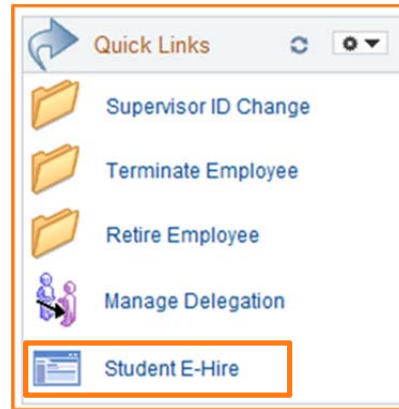 Quick Links
Supervisor ID Change
Terminate Employee
Retire Employee
Manage Delegation
Student E-Hire